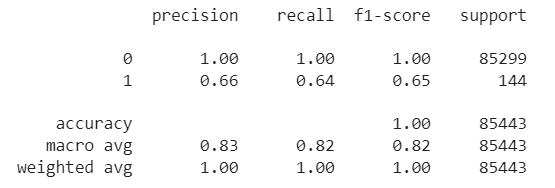 precision recall f1-score support
0 1.00 1.00 1.00 85299
1 0.66 0.64 0.65 144
accuracy 1.00 85443
macro avg 0.83 0.82 0.82 85443
weighted avg 1.00 1.00 1.00 85443